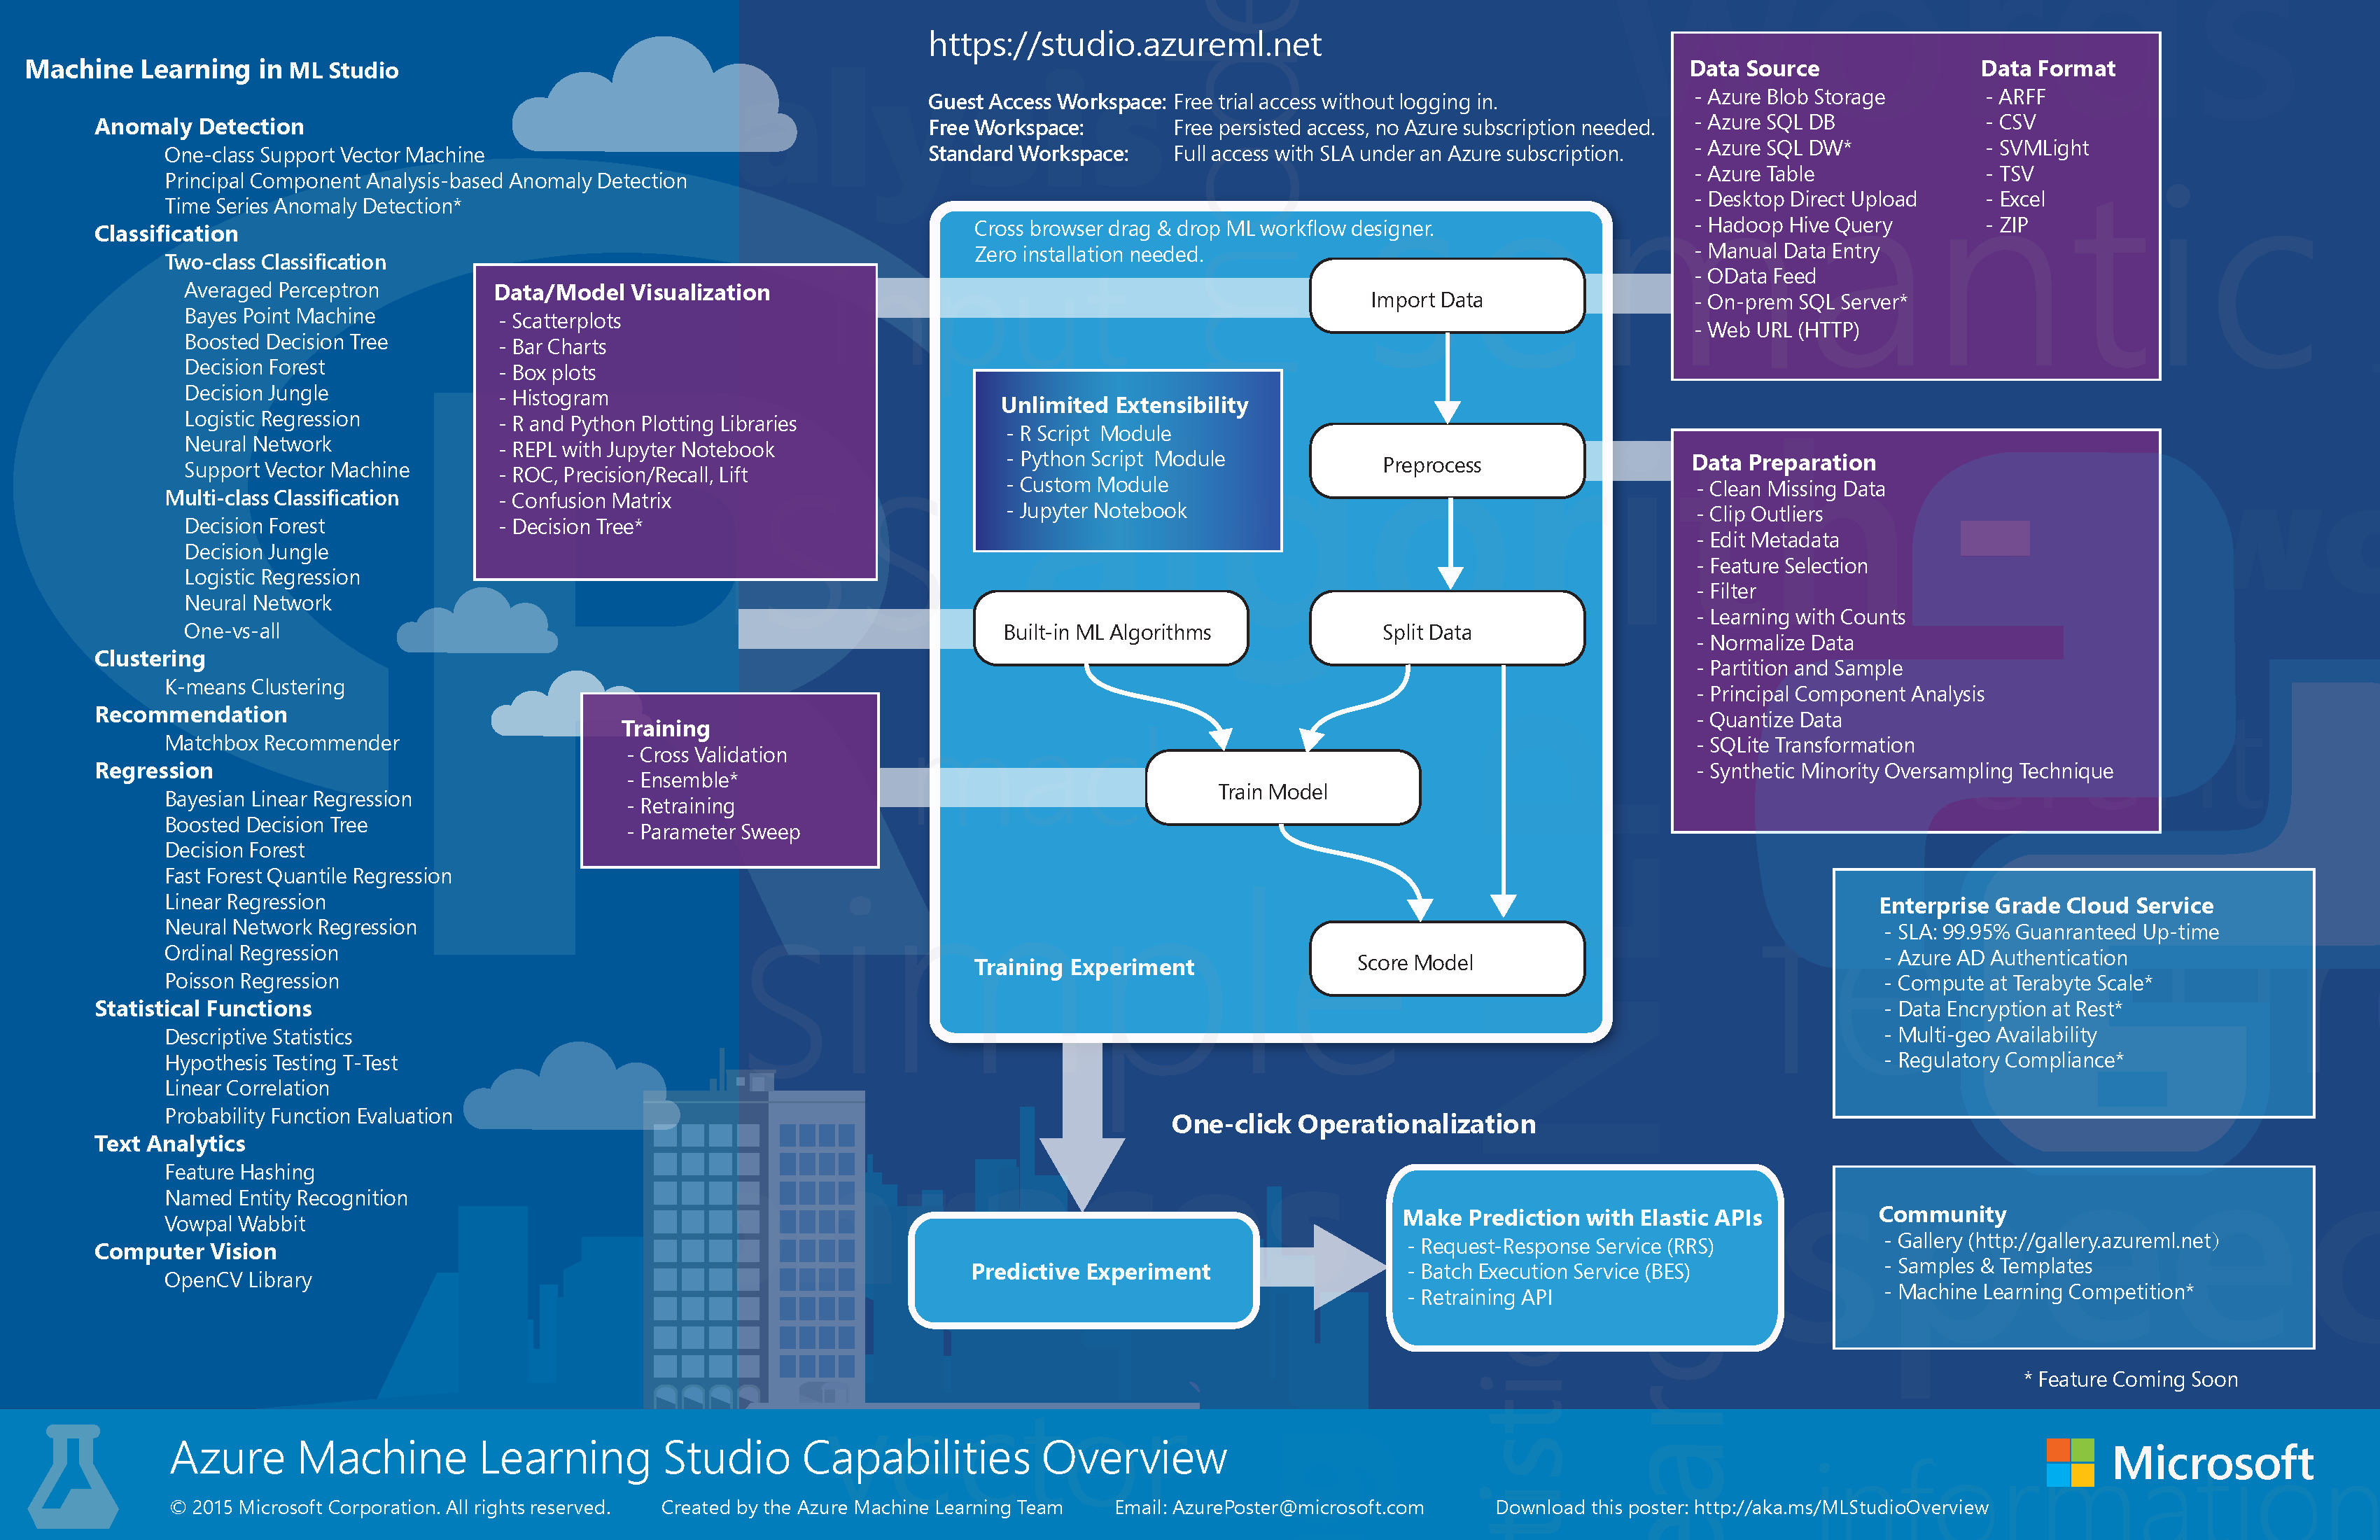 Machine Learning in ML Studio
Anomaly Detection
One-class Support Vector Machine
Principal Component Analysis-based Anomaly Detection
Time Series Anomaly Detection*
Classification
Two-class Classification
Averaged Perceptron
Bayes Point Machine
Boosted Decision Tree
Decision Forest
Decision Jungle
Logistic Regression
Neural Network
Support Vector Machine
Multi-class Classification
Decision Forest
Decision Jungle
Logistic Regression
Neural Network
One-vs-all
Clustering
K-means Clustering
Recommendation
Matchbox Recommender
Regression
Bayesian Linear Regression
Boosted Decision Tree
Decision Forest
Fast Forest Quantile Regression
Linear Regression
Neural Network Regression
Ordinal Regression
Poisson Regression
Statistical Functions
Descriptive Statistics
Hypothesis Testing T-Test
Linear Correlation
Probability Function Evaluation
Text Analytics
Feature Hashing
Named Entity Recognition
Vowpal Wabbit
Computer Vision
OpenCV Library
Data/Model Visualization
- Scatterplots
- Bar Charts
- Box plots
- Histogram
- R and Python Plotting Libraries
- REPL with Jupyter Notebook
- ROC, Precision/Recall, Lift
- Confusion Matrix
- Decision Tree*
Training
- Cross Validation
- Ensemble*
- Retraining
- Parameter Sweep
https://studio.azureml.net
Guest Access Workspace: Free trial access without logging in.
Free Workspace: Free persisted access, no Azure subscription needed.
Standard Workspace: Full access with SLA under an Azure subscription.
Cross browser drag & drop ML workflow designer.
Zero installation needed.
Import Data
Unlimited Extensibility
- R Script Module
- Python Script Module
- Custom Module
- Jupyter Notebook
Preprocess
Built-in ML Algorithms
Split Data
Train Model
Training Experiment
Score Model
One-click Operationalization
Predictive Experiment
Make Prediction with Elastic APIs
- Request-Response Service (RRS)
- Batch Execution Service (BES)
- Retraining API
Data Source
- Azure Blob Storage
- Azure SQL DB
- Azure SQL DW*
- Azure Table
- Desktop Direct Upload
- Hadoop Hive Query
- Manual Data Entry
- OData Feed
- On-prem SQL Server*
- Web URL (HTTP)
Data Format
- ARFF
- CSV
- SVMLight
- TSV
- Excel
- ZIP
Data Preparation
- Clean Missing Data
- Clip Outliers
- Edit Metadata
- Feature Selection
- Filter
- Learning with Counts
- Normalize Data
- Partition and Sample
- Principal Component Analysis
- Quantize Data
- SQLite Transformation
- Synthetic Minority Oversampling Technique
Enterprise Grade Cloud Service
- SLA: 99.95% Guanranteed Up-time
- Azure AD Authentication
- Compute at Terabyte Scale*
- Data Encryption at Rest*
- Multi-geo Availability
- Regulatory Compliance*
Community
- Gallery (http://gallery.azureml.net)
- Samples & Templates
- Machine Learning Competition*
* Feature Coming Soon
Azure Machine Learning Studio Capabilities Overview
Microsoft
© 2015 Microsoft Corporation. All rights reserved. Created by the Azure Machine Learning Team Email: AzurePoster@microsoft.com Download this poster: http://aka.ms/MLStudioOverview
input
semantic
simple
vector
information